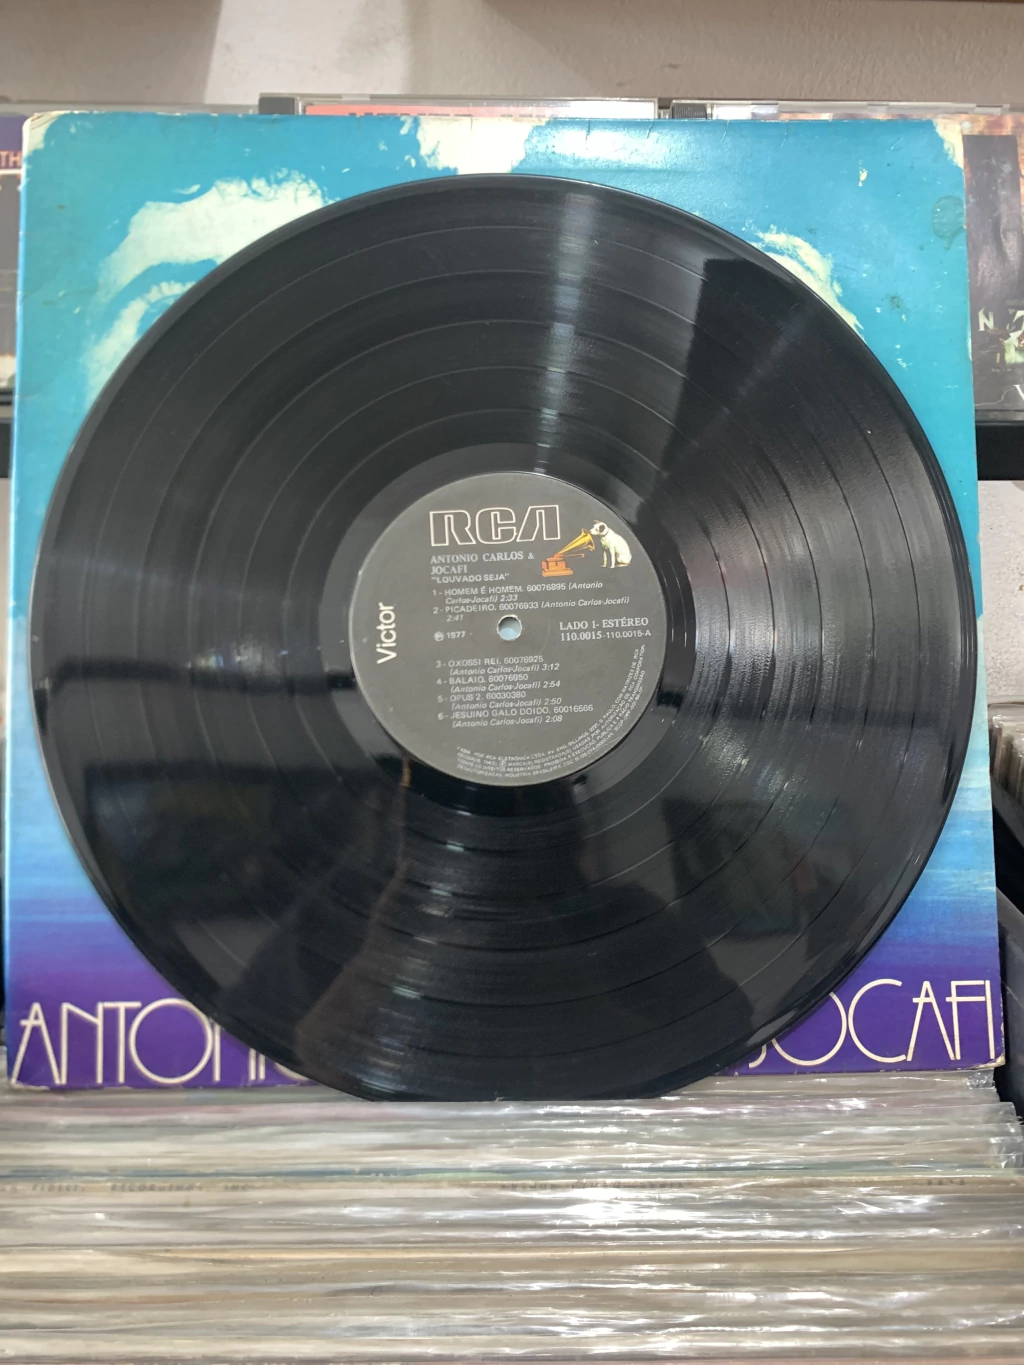 RCA
ANTONIO CARLOS &
JOCAFI
"LOUVADO SEJA"
1 - HOMEM É HOMEM. 60076895 (Antonio
Carlos-Jocafi) 2:33
2 - PICADEIRO. 60076933 (Antonio Carlos-Jocafi)
2:41
Victor
℗ 1977
LADO 1 - ESTÉREO
110.0015 - 110.0015-A
3 - OXOSSI REI. 60076925
(Antonio Carlos-Jocafi) 3:12
4 - BALAIO. 60076950
(Antonio Carlos-Jocafi) 2:54
5 - OPUS 2. 60030380
(Antonio Carlos-Jocafi) 2:50
6 - JESUINO GALO DOIDO. 60016566
(Antonio Carlos-Jocafi) 2:08
ANTONI
JOCAFI